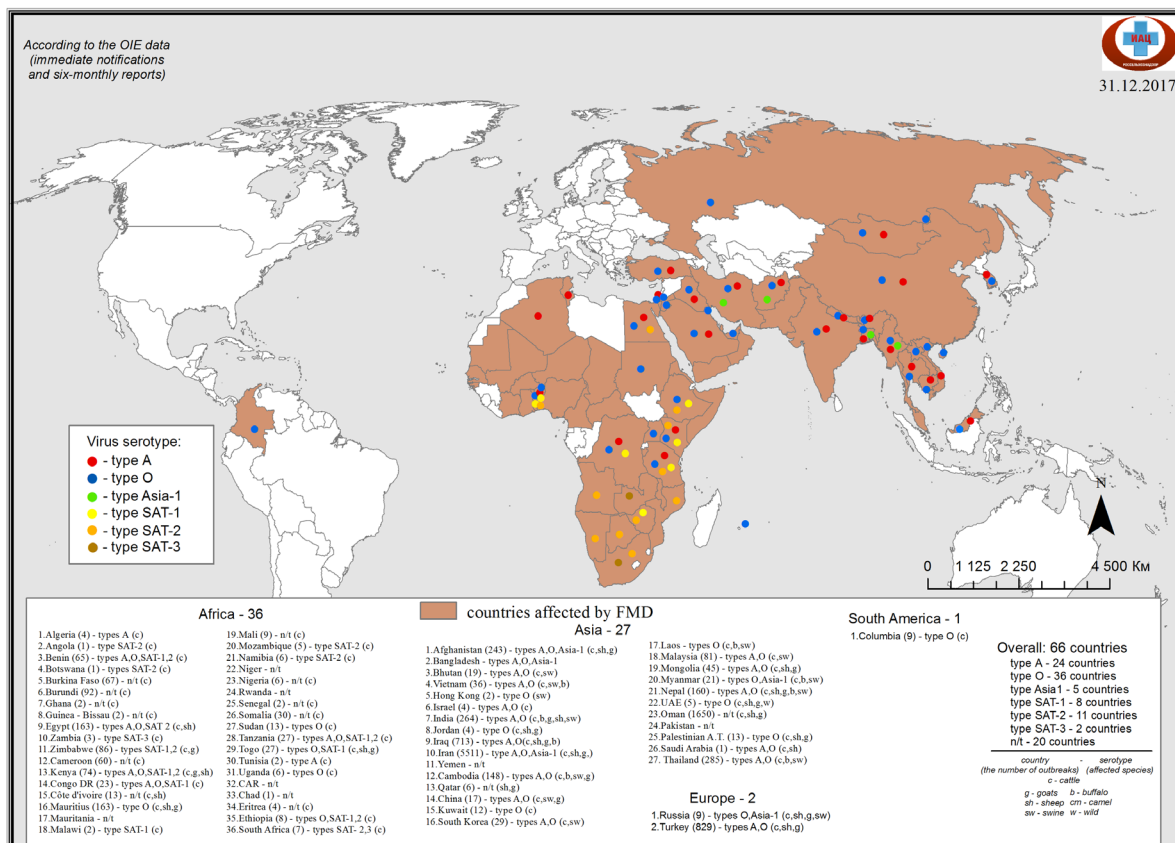 According to the OIE data
(immediate notifications
and six-monthly reports)
ИАЦ
РОССЕЛЬХОЗНАДЗОР
31.12.2017
Virus serotype:
- type A
- type O
- type Asia-1
- type SAT-1
- type SAT-2
- type SAT-3
N
0 1 125 2 250 4 500 Км
countries affected by FMD
Africa - 36
1.Algeria (4) - types A (c)
2.Angola (1) - type SAT-2 (c)
3.Benin (65) - types A,O,SAT-1,2 (c)
4.Botswana (1) - types SAT-2 (c)
5.Burkina Faso (67) - n/t (c)
6.Burundi (92) - n/t (c)
7.Ghana (2) - n/t (c)
8.Guinea - Bissau (2) - n/t (c)
9.Egypt (163) - types A,O,SAT 2 (c,sh)
10.Zambia (3) - type SAT-3 (c)
11.Zimbabwe (86) - types SAT-1,2 (c,g)
12.Cameroon (60) - n/t (c)
13.Kenya (74) - types A,O,SAT-1,2 (c,g,sh)
14.Congo DR (23) - types A,O,SAT-1 (c)
15.Côte d'ivoire (13) - n/t (c,sh)
16.Mauritius (163) - type O (c,sh,g)
17.Mauritania - n/t
18.Malawi (2) - type SAT-1 (c)
19.Mali (9) - n/t (c)
20.Mozambique (5) - type SAT-2 (c)
21.Namibia (6) - type SAT-2 (c)
22.Niger - n/t
23.Nigeria (6) - n/t (c)
24.Rwanda - n/t
25.Senegal (2) - n/t (c)
26.Somalia (30) - n/t (c)
27.Sudan (13) - types O (c)
28.Tanzania (27) - types A,O,SAT-1,2 (c)
29.Togo (27) - types O,SAT-1 (c,sh,g)
30.Tunisia (2) - type A (c)
31.Uganda (6) - types O (c)
32.CAR - n/t
33.Chad (1) - n/t
34.Eritrea (4) - n/t (c)
35.Ethiopia (8) - types O,SAT-1,2 (c)
36.South Africa (7) - types SAT- 2,3 (c)
Asia - 27
1.Afghanistan (243) - types A,O,Asia-1 (c,sh,g)
2.Bangladesh - types A,O,Asia-1
3.Bhutan (19) - types A,O (c,sw)
4.Vietnam (36) - types A,O (c,sw,b)
5.Hong Kong (2) - type O (sw)
6.Israel (4) - types A,O (c)
7.India (264) - types A,O (c,b,g,sh,sw)
8.Jordan (4) - type O (c,sh,g)
9.Iraq (713) - types A,O(c,sh,g,b)
10.Iran (5511) - types A,O,Asia-1 (c,sh,g,)
11.Yemen - n/t
12.Cambodia (148) - types A,O (c,b,sw,g)
13.Qatar (6) - n/t (sh,g)
14.China (17) - types A,O (c,sw,g)
15.Kuwait (12) - type O (c)
16.South Korea (29) - types A,O (c,sw)
17.Laos - type O (c,b,sw)
18.Malaysia (81) - types A,O (c,sw)
19.Mongolia (45) - types A,O (c,sh,g)
20.Myanmar (21) - types O,Asia-1 (c,b,sw)
21.Nepal (160) - types A,O (c,sh,g,b,sw)
22.UAE (5) - type O (c,sh,g,w)
23.Oman (1650) - n/t (c,sh,g)
24.Pakistan - n/t
25.Palestinian A.T. (13) - type O (c,sh,g)
26.Saudi Arabia (1) - types A,O (c,sh)
27. Thailand (285) - types A,O (c,b,sw)
Europe - 2
1.Russia (9) - types O,Asia-1 (c,sh,g,sw)
2.Turkey (829) - types A,O (c,sh,g)
South America - 1
1.Columbia (9) - type O (c)
Overall: 66 countries
type A - 24 countries
type O - 36 countries
type Asia1 - 5 countries
type SAT-1 - 8 countries
type SAT-2 - 11 countries
type SAT-3 - 2 countries
n/t - 20 countries
country - serotype
(the number of outbreaks) (affected species)
c - cattle
g - goats b - buffalo
sh - sheep cm - camel
sw - swine w - wild